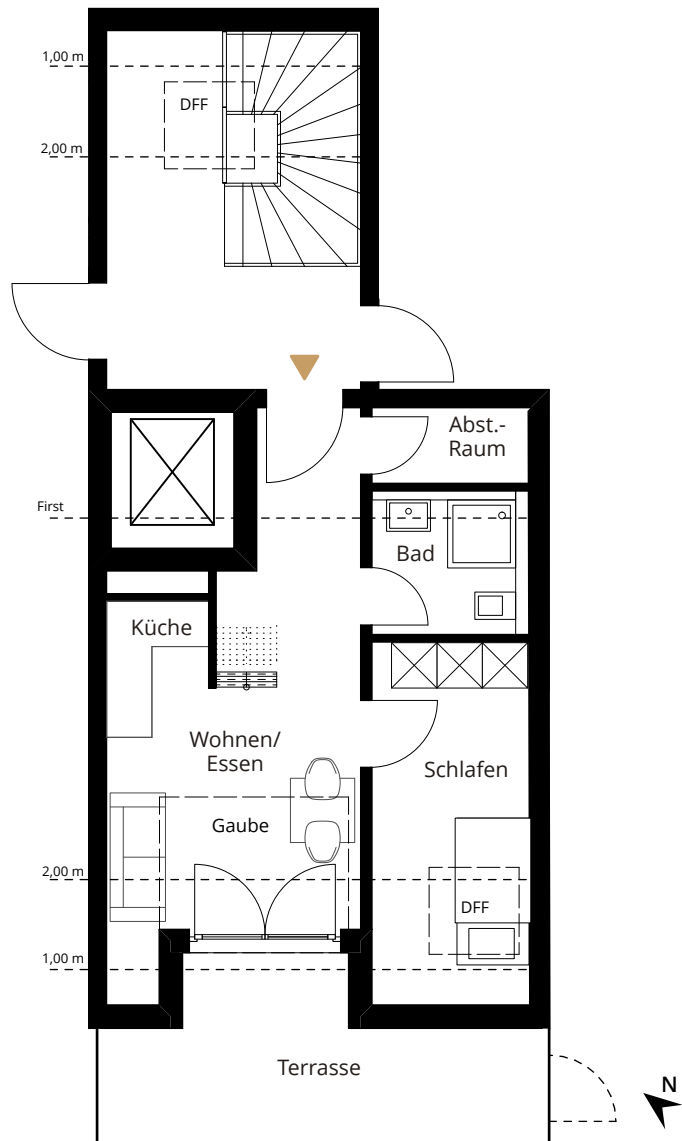 1,00 m
DFF
2,00 m
Abst.-
Raum
First
Bad
Küche
Wohnen/
Essen
Schlafen
Gaube
2,00 m
DFF
1,00 m
Terrasse
N